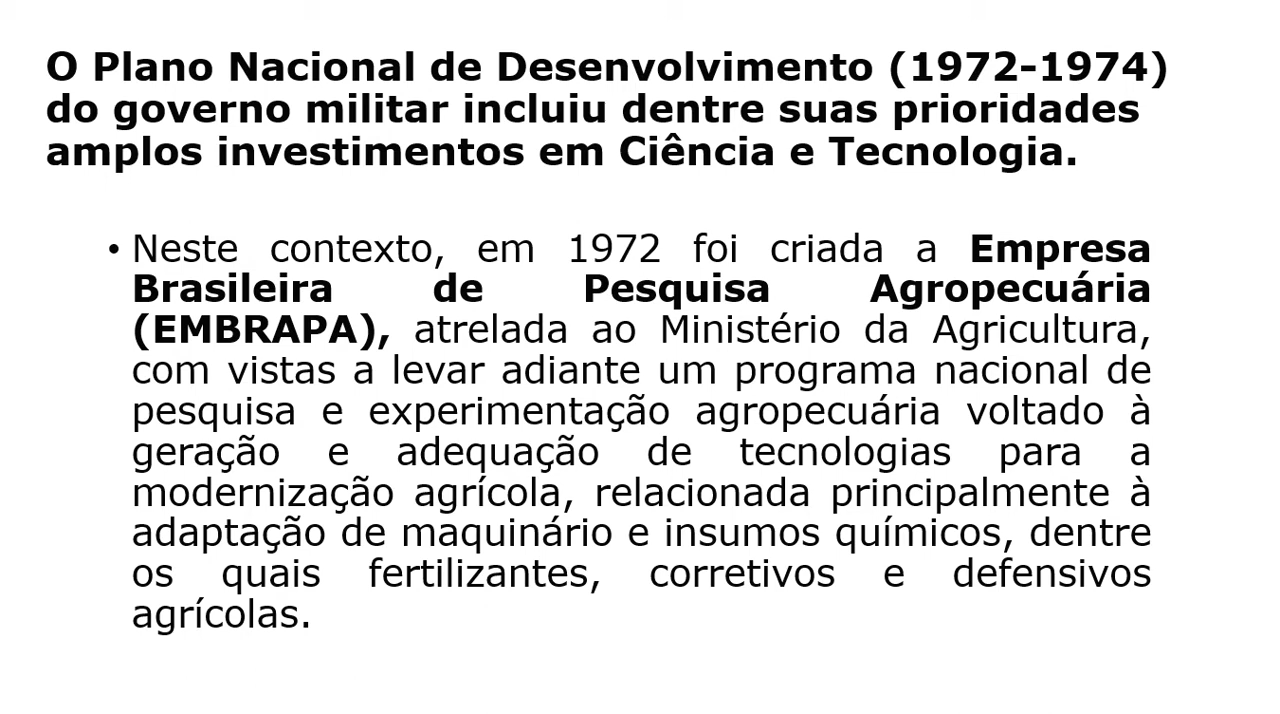 O Plano Nacional de Desenvolvimento (1972-1974)
do governo militar incluiu dentre suas prioridades
amplos investimentos em Ciência e Tecnologia.
• Neste contexto, em 1972 foi criada a Empresa
Brasileira de Pesquisa Agropecuária
(EMBRAPA), atrelada ao Ministério da Agricultura,
com vistas a levar adiante um programa nacional de
pesquisa e experimentação agropecuária voltado à
geração e adequação de tecnologias para a
modernização agrícola, relacionada principalmente à
adaptação de maquinário e insumos químicos, dentre
os quais fertilizantes, corretivos e defensivos
agrícolas.